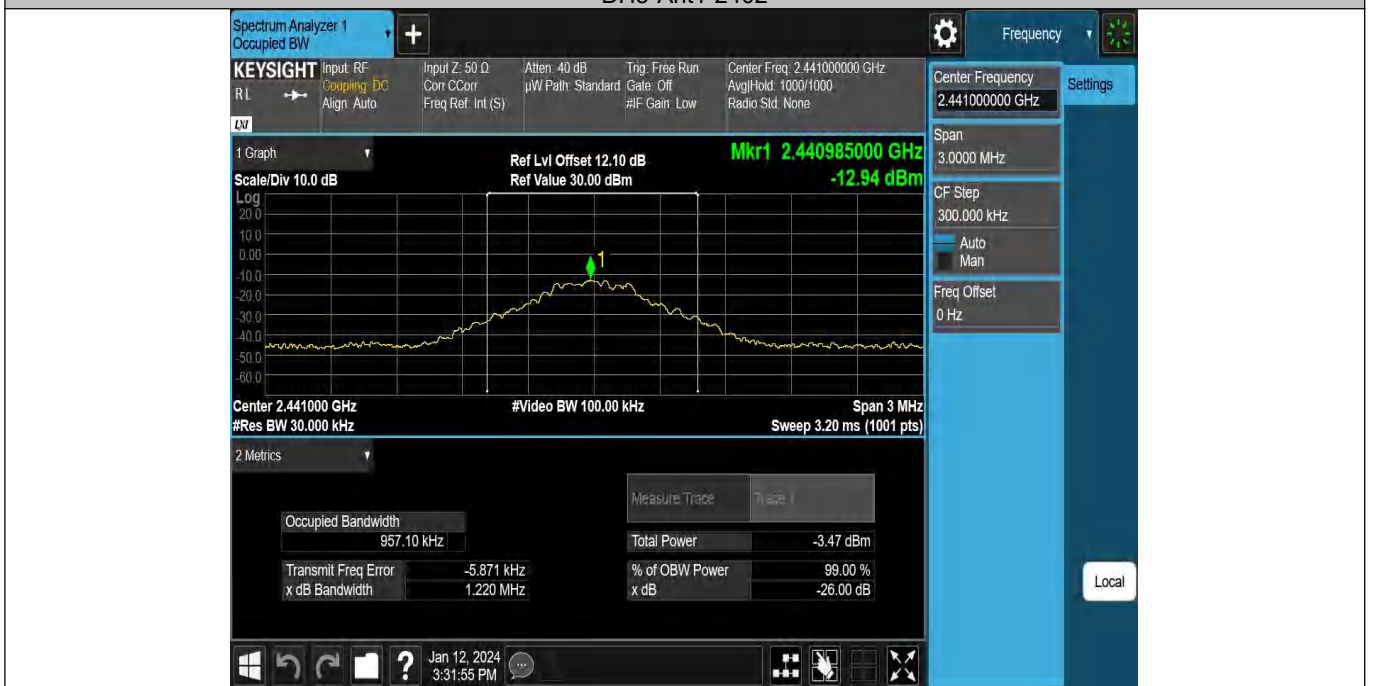 Spectrum Analyzer 1
Occupied BW
+
Frequency
KEYSIGHT
RL
LXI
Input: RF
Coupling: DC
Align: Auto
Input Z: 50 Ω
Corr CCorr
Freq Ref: Int (S)
Atten: 40 dB
µW Path: Standard
Trig: Free Run
Gate: Off
#IF Gain: Low
Center Freq: 2.441000000 GHz
Avg|Hold: 1000/1000
Radio Std: None
Center Frequency
2.441000000 GHz
Settings
Span
3.0000 MHz
CF Step
300.000 kHz
Auto
Man
Freq Offset
0 Hz
Local
1 Graph
Scale/Div 10.0 dB
Ref Lvl Offset 12.10 dB
Ref Value 30.00 dBm
Mkr1 2.440985000 GHz
-12.94 dBm
Log
20.0
10.0
0.00
-10.0
-20.0
-30.0
-40.0
-50.0
-60.0
1
Center 2.441000 GHz
#Video BW 100.00 kHz
Span 3 MHz
#Res BW 30.000 kHz
Sweep 3.20 ms (1001 pts)
2 Metrics
Measure Trace Trace 1
Occupied Bandwidth
957.10 kHz
Total Power -3.47 dBm
Transmit Freq Error -5.871 kHz
% of OBW Power 99.00 %
x dB Bandwidth 1.220 MHz
x dB -26.00 dB
?
Jan 12, 2024
3:31:55 PM